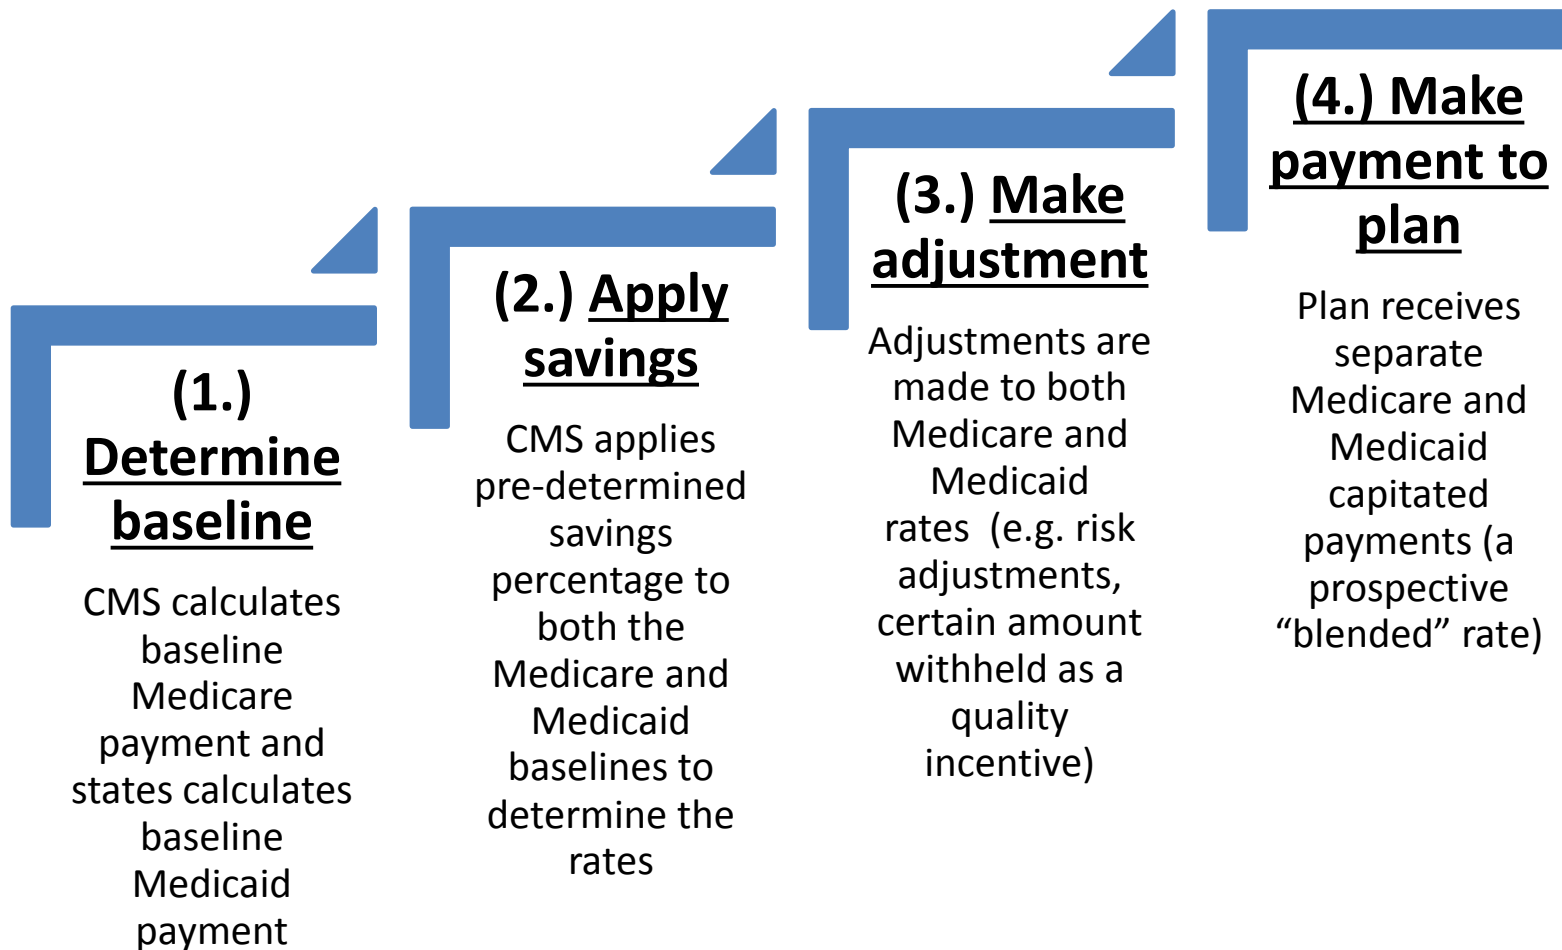 (1.)
Determine
baseline
CMS calculates
baseline
Medicare
payment and
states calculates
baseline
Medicaid
payment
(2.) Apply
savings
CMS applies
pre-determined
savings
percentage to
both the
Medicare and
Medicaid
baselines to
determine the
rates
(3.) Make
adjustment
Adjustments are
made to both
Medicare and
Medicaid
rates (e.g. risk
adjustments,
certain amount
withheld as a
quality
incentive)
(4.) Make
payment to
plan
Plan receives
separate
Medicare and
Medicaid
capitated
payments (a
prospective
“blended” rate)